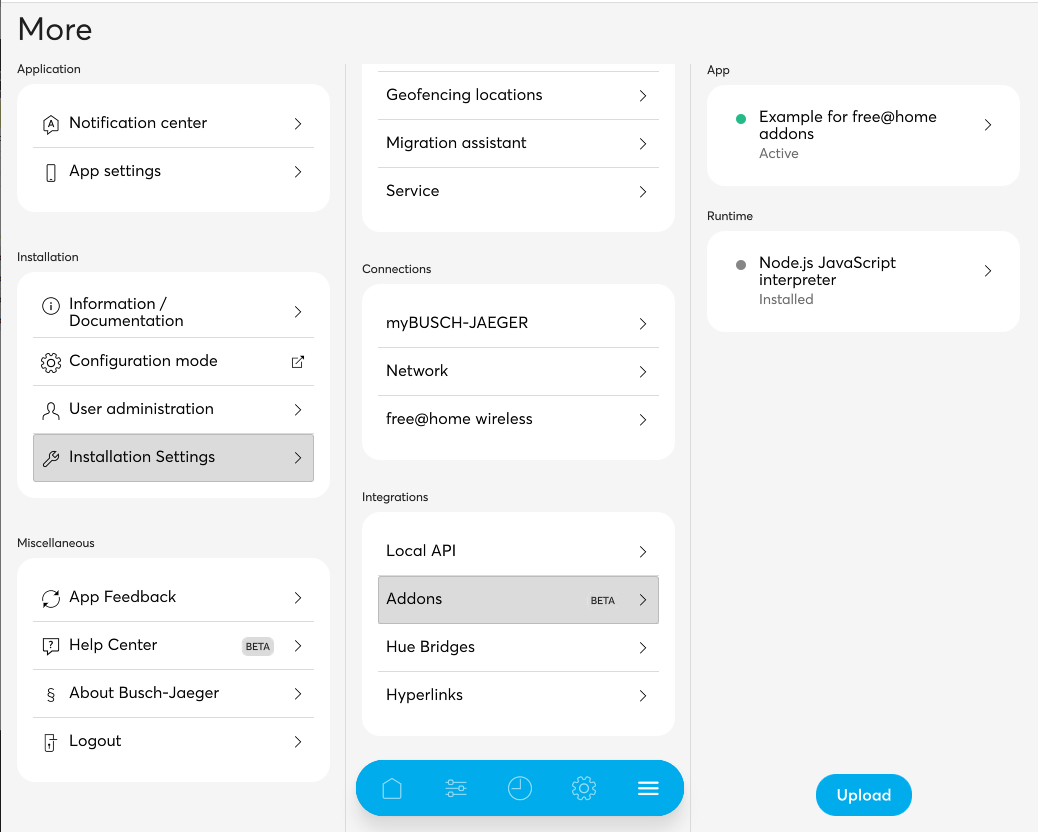 More
Application
Notification center
App settings
Installation
Information /
Documentation
Configuration mode
User administration
Installation Settings
Miscellaneous
App Feedback
Help Center
BETA
About Busch-Jaeger
Logout
Geofencing locations
Migration assistant
Service
Connections
myBUSCH-JAEGER
Network
free@home wireless
Integrations
Local API
Addons
BETA
Hue Bridges
Hyperlinks
App
Example for free@home
addons
Active
Runtime
Node.js JavaScript
interpreter
Installed
Upload